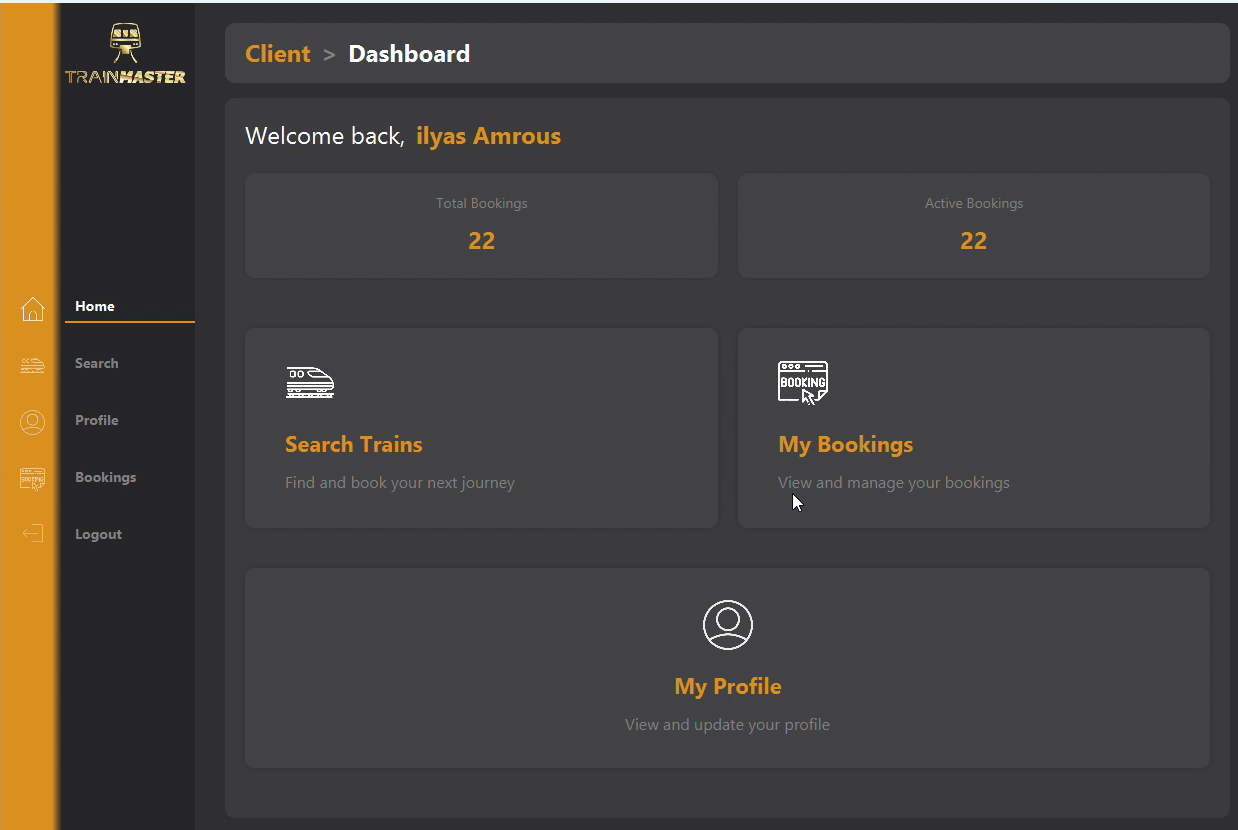 TRAINMASTER
Client > Dashboard
Welcome back, ilyas Amrous
Total Bookings
22
Active Bookings
22
Home
Search
Profile
Bookings
Logout
BOOKING
Search Trains
Find and book your next journey
BOOKING
My Bookings
View and manage your bookings
My Profile
View and update your profile